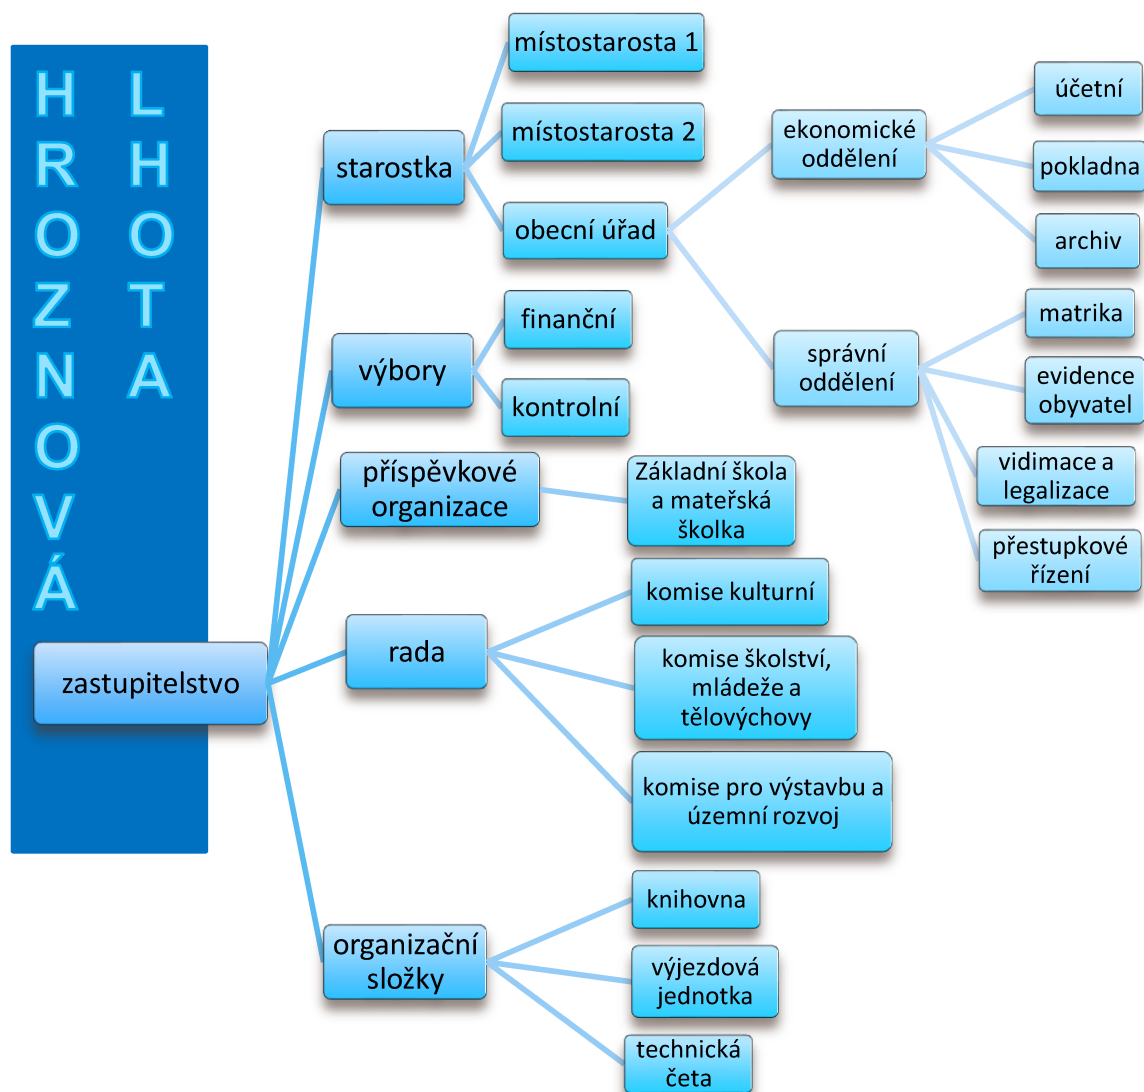 HROZNOVÁ
LHOTA
zastupitelstvo
starostka
místostarosta 1
místostarosta 2
obecní úřad
ekonomické
oddělení
účetní
pokladna
archiv
správní
oddělení
matrika
evidence
obyvatel
vidimace a
legalizace
přestupkové
řízení
výbory
finanční
kontrolní
příspěvkové
organizace
Základní škola
a mateřská
školka
rada
komise kulturní
komise školství,
mládeže a
tělovýchovy
komise pro výstavbu a
územní rozvoj
organizační
složky
knihovna
výjezdová
jednotka
technická
četa